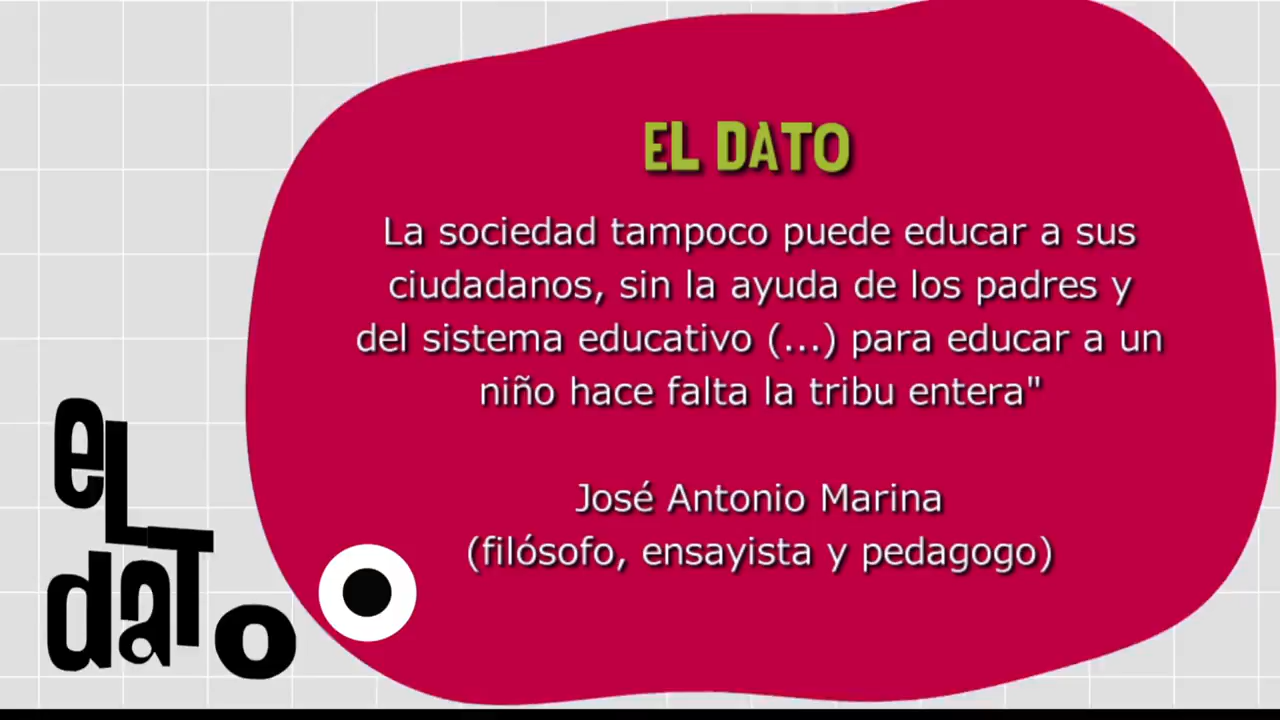 EL DATO
La sociedad tampoco puede educar a sus
ciudadanos, sin la ayuda de los padres y
del sistema educativo (...) para educar a un
niño hace falta la tribu entera"
José Antonio Marina
(filósofo, ensayista y pedagogo)
eL
daTo